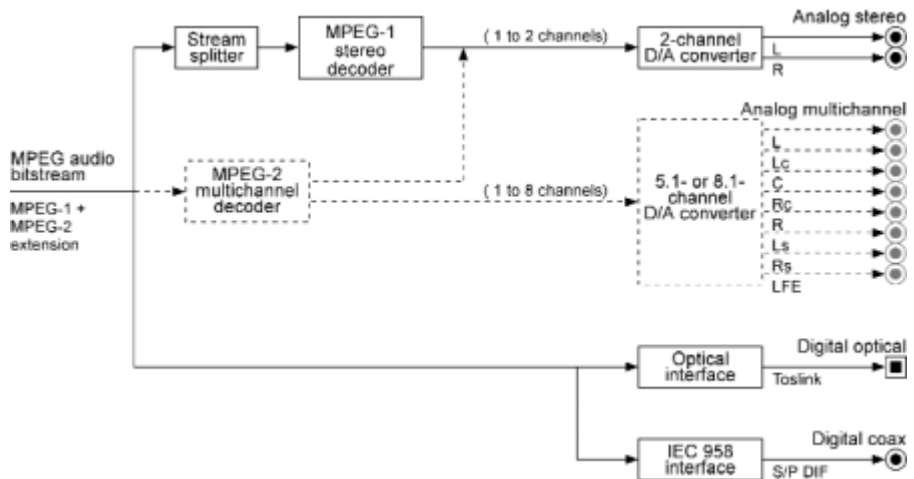 Analog stereo
Stream
splitter
MPEG-1
stereo
decoder
( 1 to 2 channels)
2-channel
D/A converter
L
R
Analog multichannel
MPEG audio
bitstream
MPEG-1 +
MPEG-2
extension
MPEG-2
multichannel
decoder
( 1 to 8 channels)
5.1- or 8.1-
channel
D/A converter
L
Lc
C
Rc
R
Ls
Rs
LFE
Optical
interface
Digital optical
Toslink
IEC 958
interface
Digital coax
S/P DIF